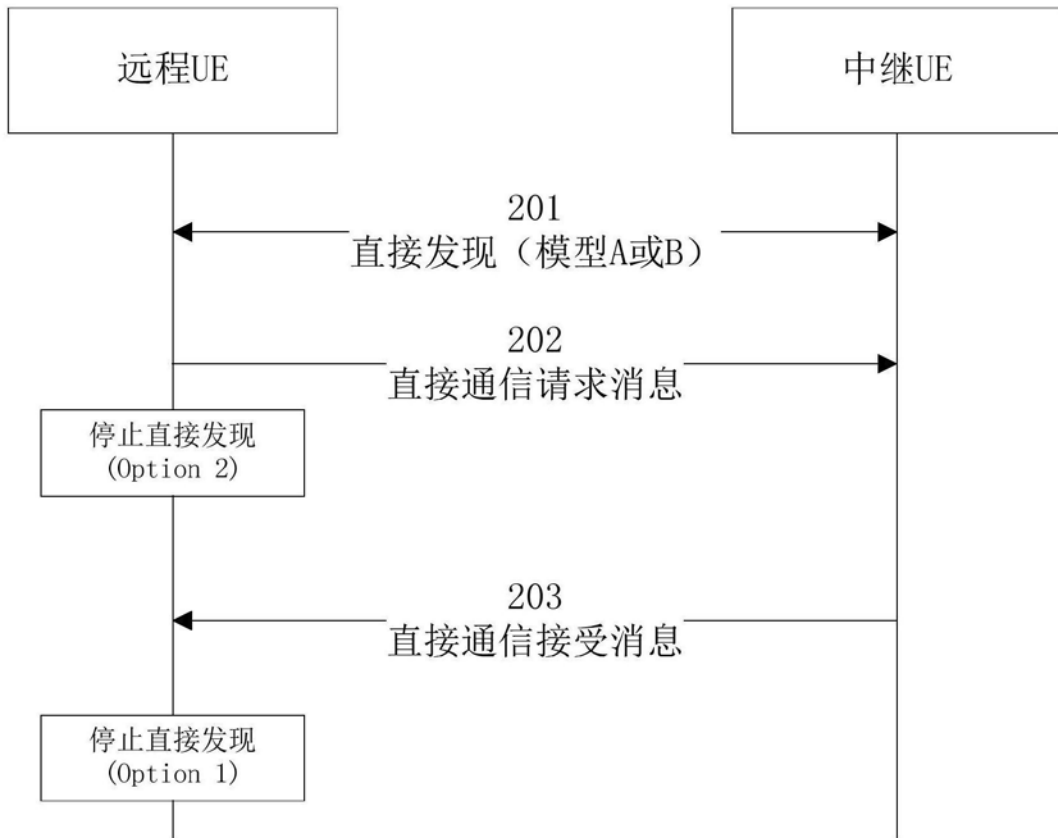 远程UE
中继UE
201
直接发现（模型A或B）
202
直接通信请求消息
停止直接发现
(Option 2)
203
直接通信接受消息
停止直接发现
(Option 1)